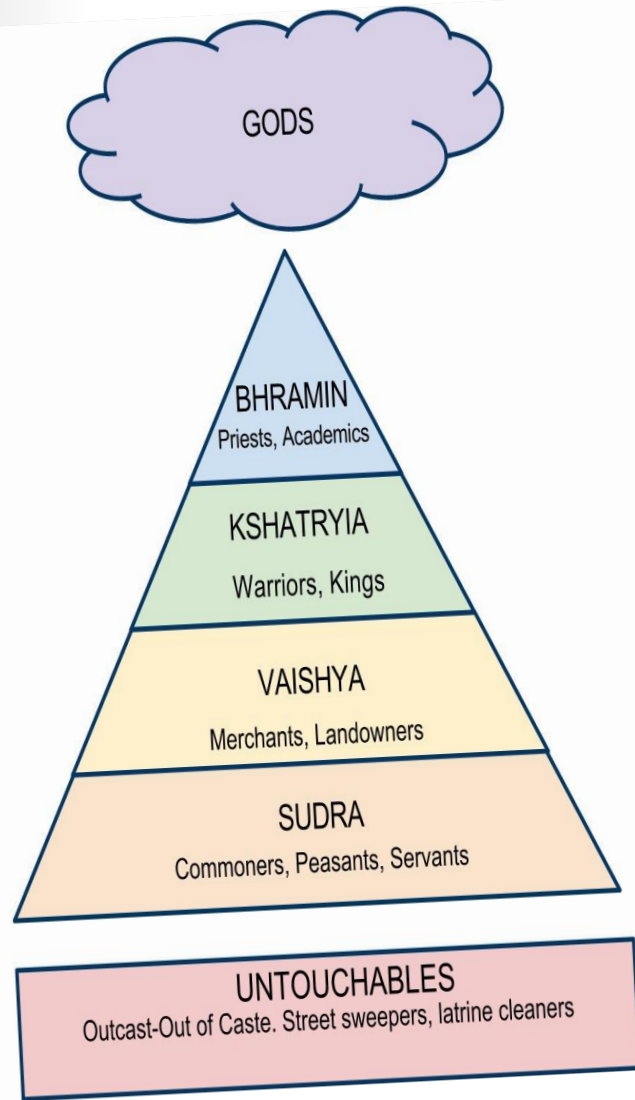 GODS
BHRAMIN
Priests, Academics
KSHATRYIA
Warriors, Kings
VAISHYA
Merchants, Landowners
SUDRA
Commoners, Peasants, Servants
UNTOUCHABLES
Outcast-Out of Caste. Street sweepers, latrine cleaners